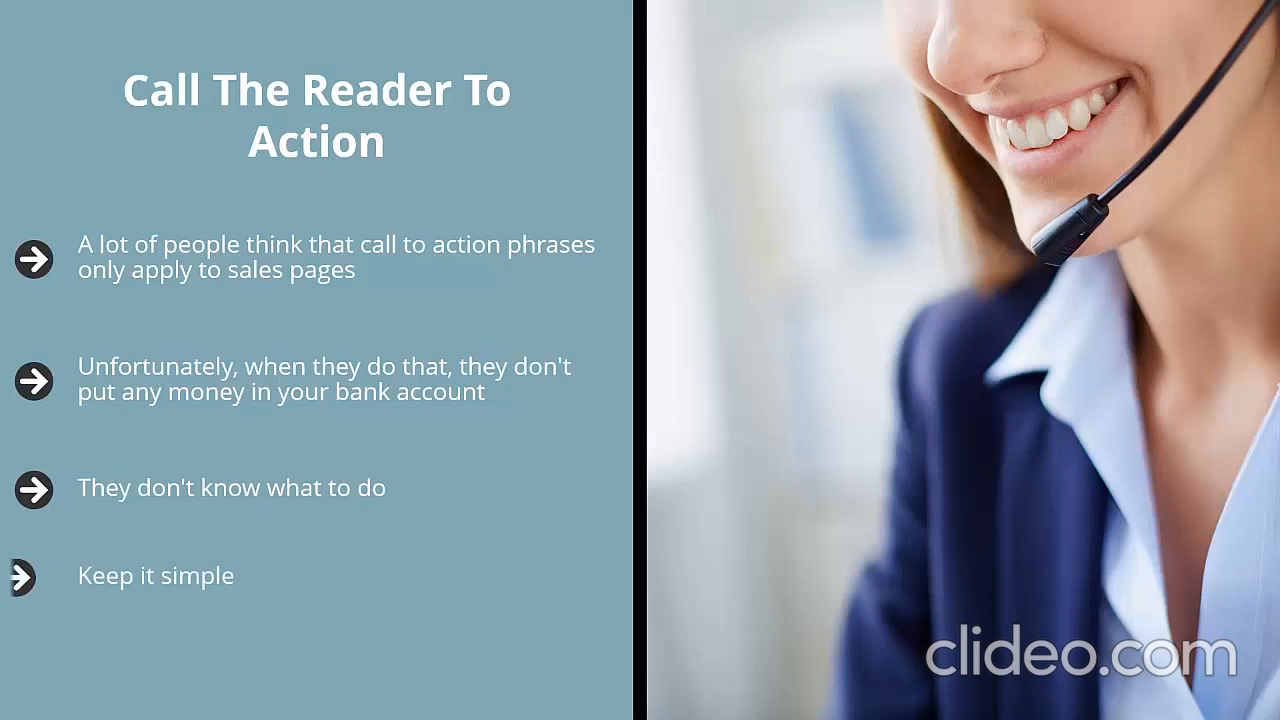 Call The Reader To
Action
A lot of people think that call to action phrases
only apply to sales pages
Unfortunately, when they do that, they don't
put any money in your bank account
They don't know what to do
Keep it simple
clideo.com